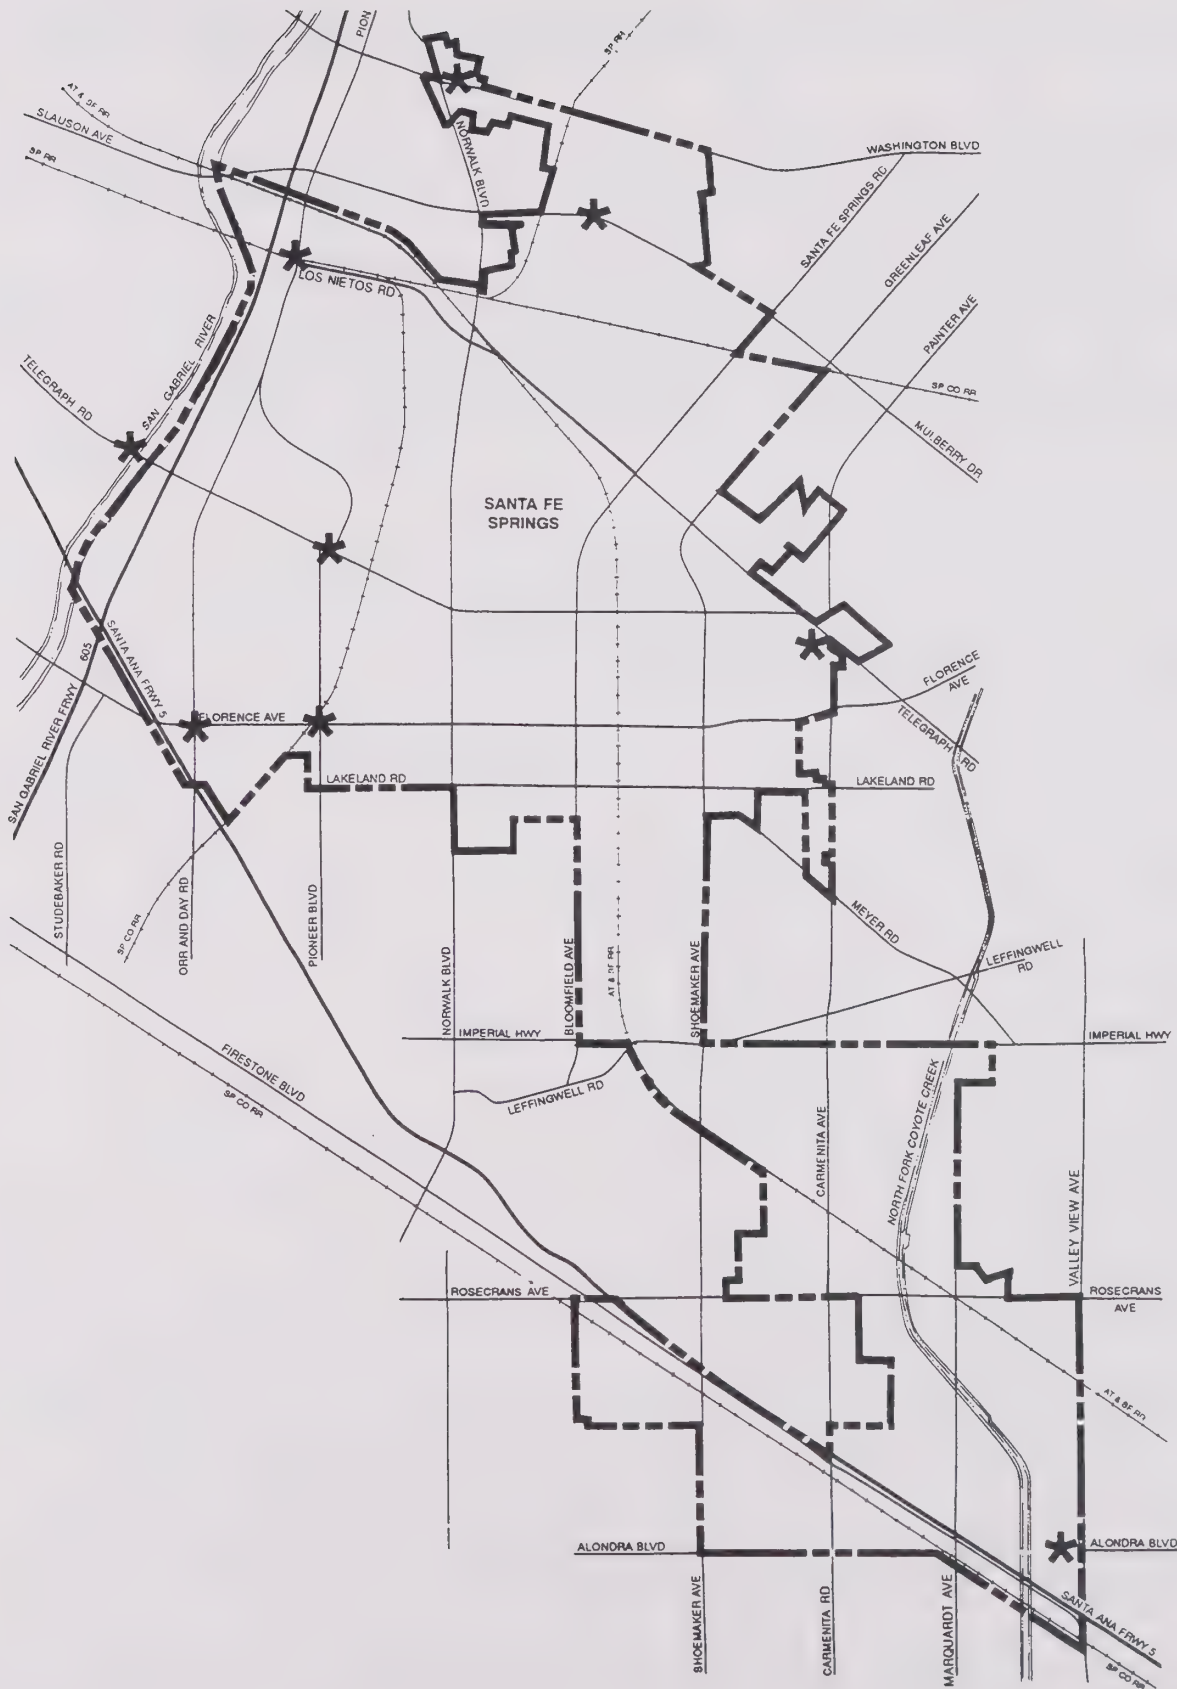 PION
SP RR
AT & SF RR
SLAUSON AVE
SP RR
NORWALK BLVD
WASHINGTON BLVD
SANTA FE SPRINGS RD
GREENLEAF AVE
PAINTER AVE
LOS NIETOS RD
SAN GABRIEL RIVER
TELEGRAPH RD
SP CO RR
MULBERRY DR
SANTA FE
SPRINGS
SANTA ANA FRWY 5
605
SAN GABRIEL RIVER FRWY
FLORENCE AVE
FLORENCE
AVE
TELEGRAPH RD
LAKELAND RD
LAKELAND RD
STUDEBAKER RD
SP CO RR
ORR AND DAY RD
PIONEER BLVD
NORWALK BLVD
BLOOMFIELD AVE
AT & SF RR
SHOEMAKER AVE
MEYER RD
LEFFINGWELL
RD
IMPERIAL HWY
IMPERIAL HWY
FIRESTONE BLVD
SP CO RR
LEFFINGWELL RD
CARMENITA AVE
NORTH FORK COYOTE CREEK
VALLEY VIEW AVE
ROSECRANS AVE
ROSECRANS
AVE
ALONDRA BLVD
ALONDRA BLVD
SHOEMAKER AVE
CARMENITA RD
MARQUARDT AVE
SANTA ANA FRWY 5
SP CO RR